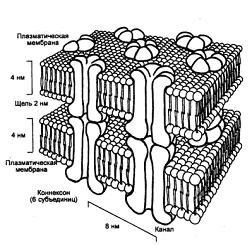 Плазматическая
мембрана
4 нм
Щель 2 нм
4 нм
Плазматическая
мембрана
Коннексон
(6 субъединиц)
8 нм
Канал